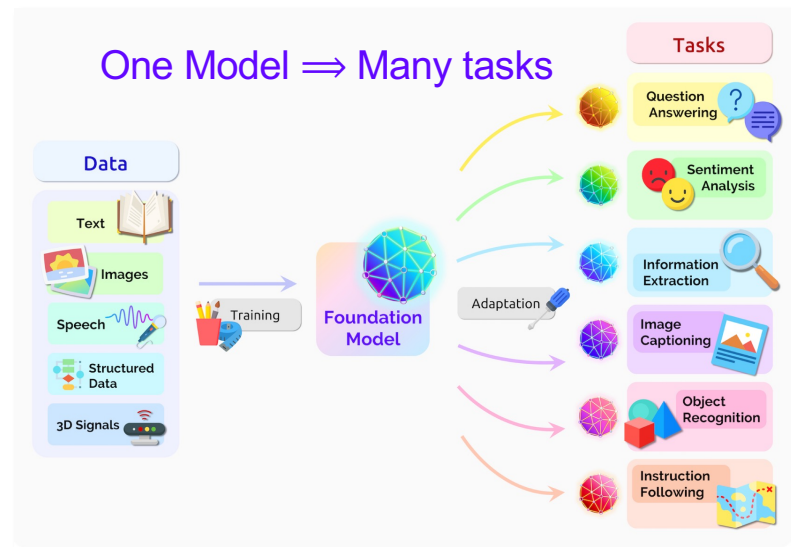 One Model ⟹ Many tasks
Data
Text
Images
Speech
Structured
Data
3D Signals
Training
Foundation
Model
Adaptation
Tasks
Question
Answering
?
Sentiment
Analysis
Information
Extraction
Image
Captioning
Object
Recognition
Instruction
Following